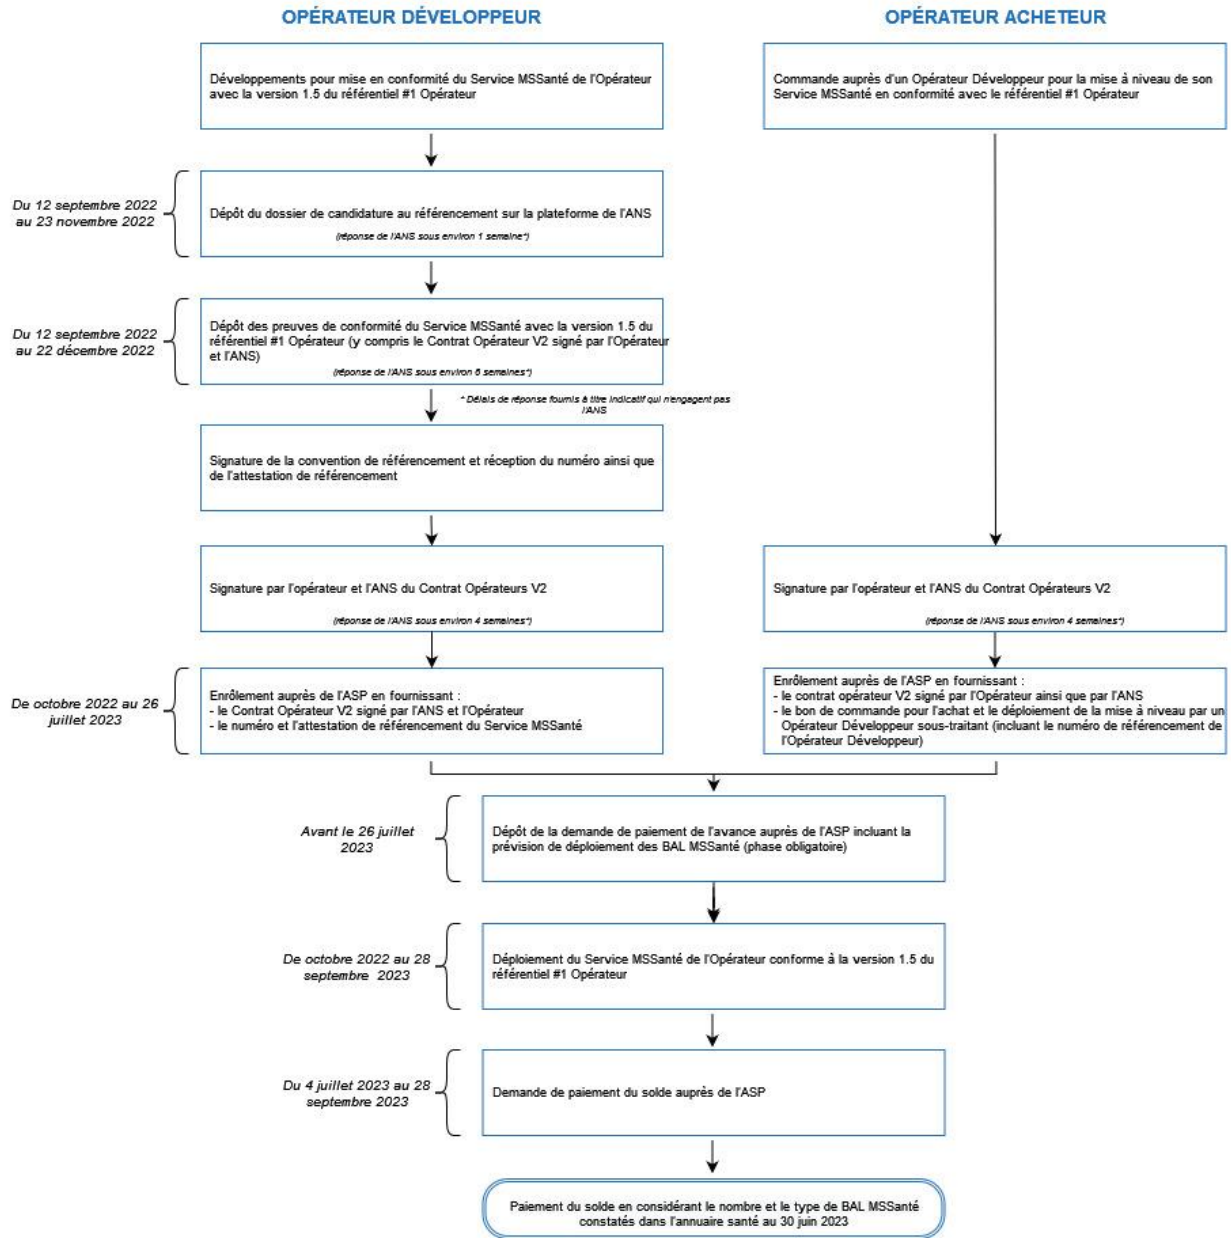 OPÉRATEUR DÉVELOPPEUR
OPÉRATEUR ACHETEUR
Développements pour mise en conformité du Service MSSanté de l'Opérateur
avec la version 1.5 du référentiel #1 Opérateur
Commande auprès d'un Opérateur Développeur pour la mise à niveau de son
Service MSSanté en conformité avec le référentiel #1 Opérateur
Du 12 septembre 2022
au 23 novembre 2022
Dépôt du dossier de candidature au référencement sur la plateforme de l'ANS
(réponse de l'ANS sous environ 1 semaine*)
Du 12 septembre 2022
au 22 décembre 2022
Dépôt des preuves de conformité du Service MSSanté avec la version 1.5 du
référentiel #1 Opérateur (y compris le Contrat Opérateur V2 signé par l'Opérateur
et l'ANS)
(réponse de l'ANS sous environ 6 semaines*)
* Délais de réponse fournis à titre indicatif qui n'engagent pas
l'ANS
Signature de la convention de référencement et réception du numéro ainsi que
de l'attestation de référencement
Signature par l'opérateur et l'ANS du Contrat Opérateurs V2
(réponse de l'ANS sous environ 4 semaines*)
Signature par l'opérateur et l'ANS du Contrat Opérateurs V2
(réponse de l'ANS sous environ 4 semaines*)
De octobre 2022 au 26
juillet 2023
Enrôlement auprès de l'ASP en fournissant :
- le Contrat Opérateur V2 signé par l'ANS et l'Opérateur
- le numéro et l'attestation de référencement du Service MSSanté
Enrôlement auprès de l'ASP en fournissant :
- le contrat opérateur V2 signé par l'Opérateur ainsi que par l'ANS
- le bon de commande pour l'achat et le déploiement de la mise à niveau par un
Opérateur Développeur sous-traitant (incluant le numéro de référencement de
l'Opérateur Développeur)
Avant le 26 juillet
2023
Dépôt de la demande de paiement de l'avance auprès de l'ASP incluant la
prévision de déploiement des BAL MSSanté (phase obligatoire)
De octobre 2022 au 28
septembre 2023
Déploiement du Service MSSanté de l'Opérateur conforme à la version 1.5 du
référentiel #1 Opérateur
Du 4 juillet 2023 au 28
septembre 2023
Demande de paiement du solde auprès de l'ASP
Paiement du solde en considérant le nombre et le type de BAL MSSanté
constatés dans l'annuaire santé au 30 juin 2023